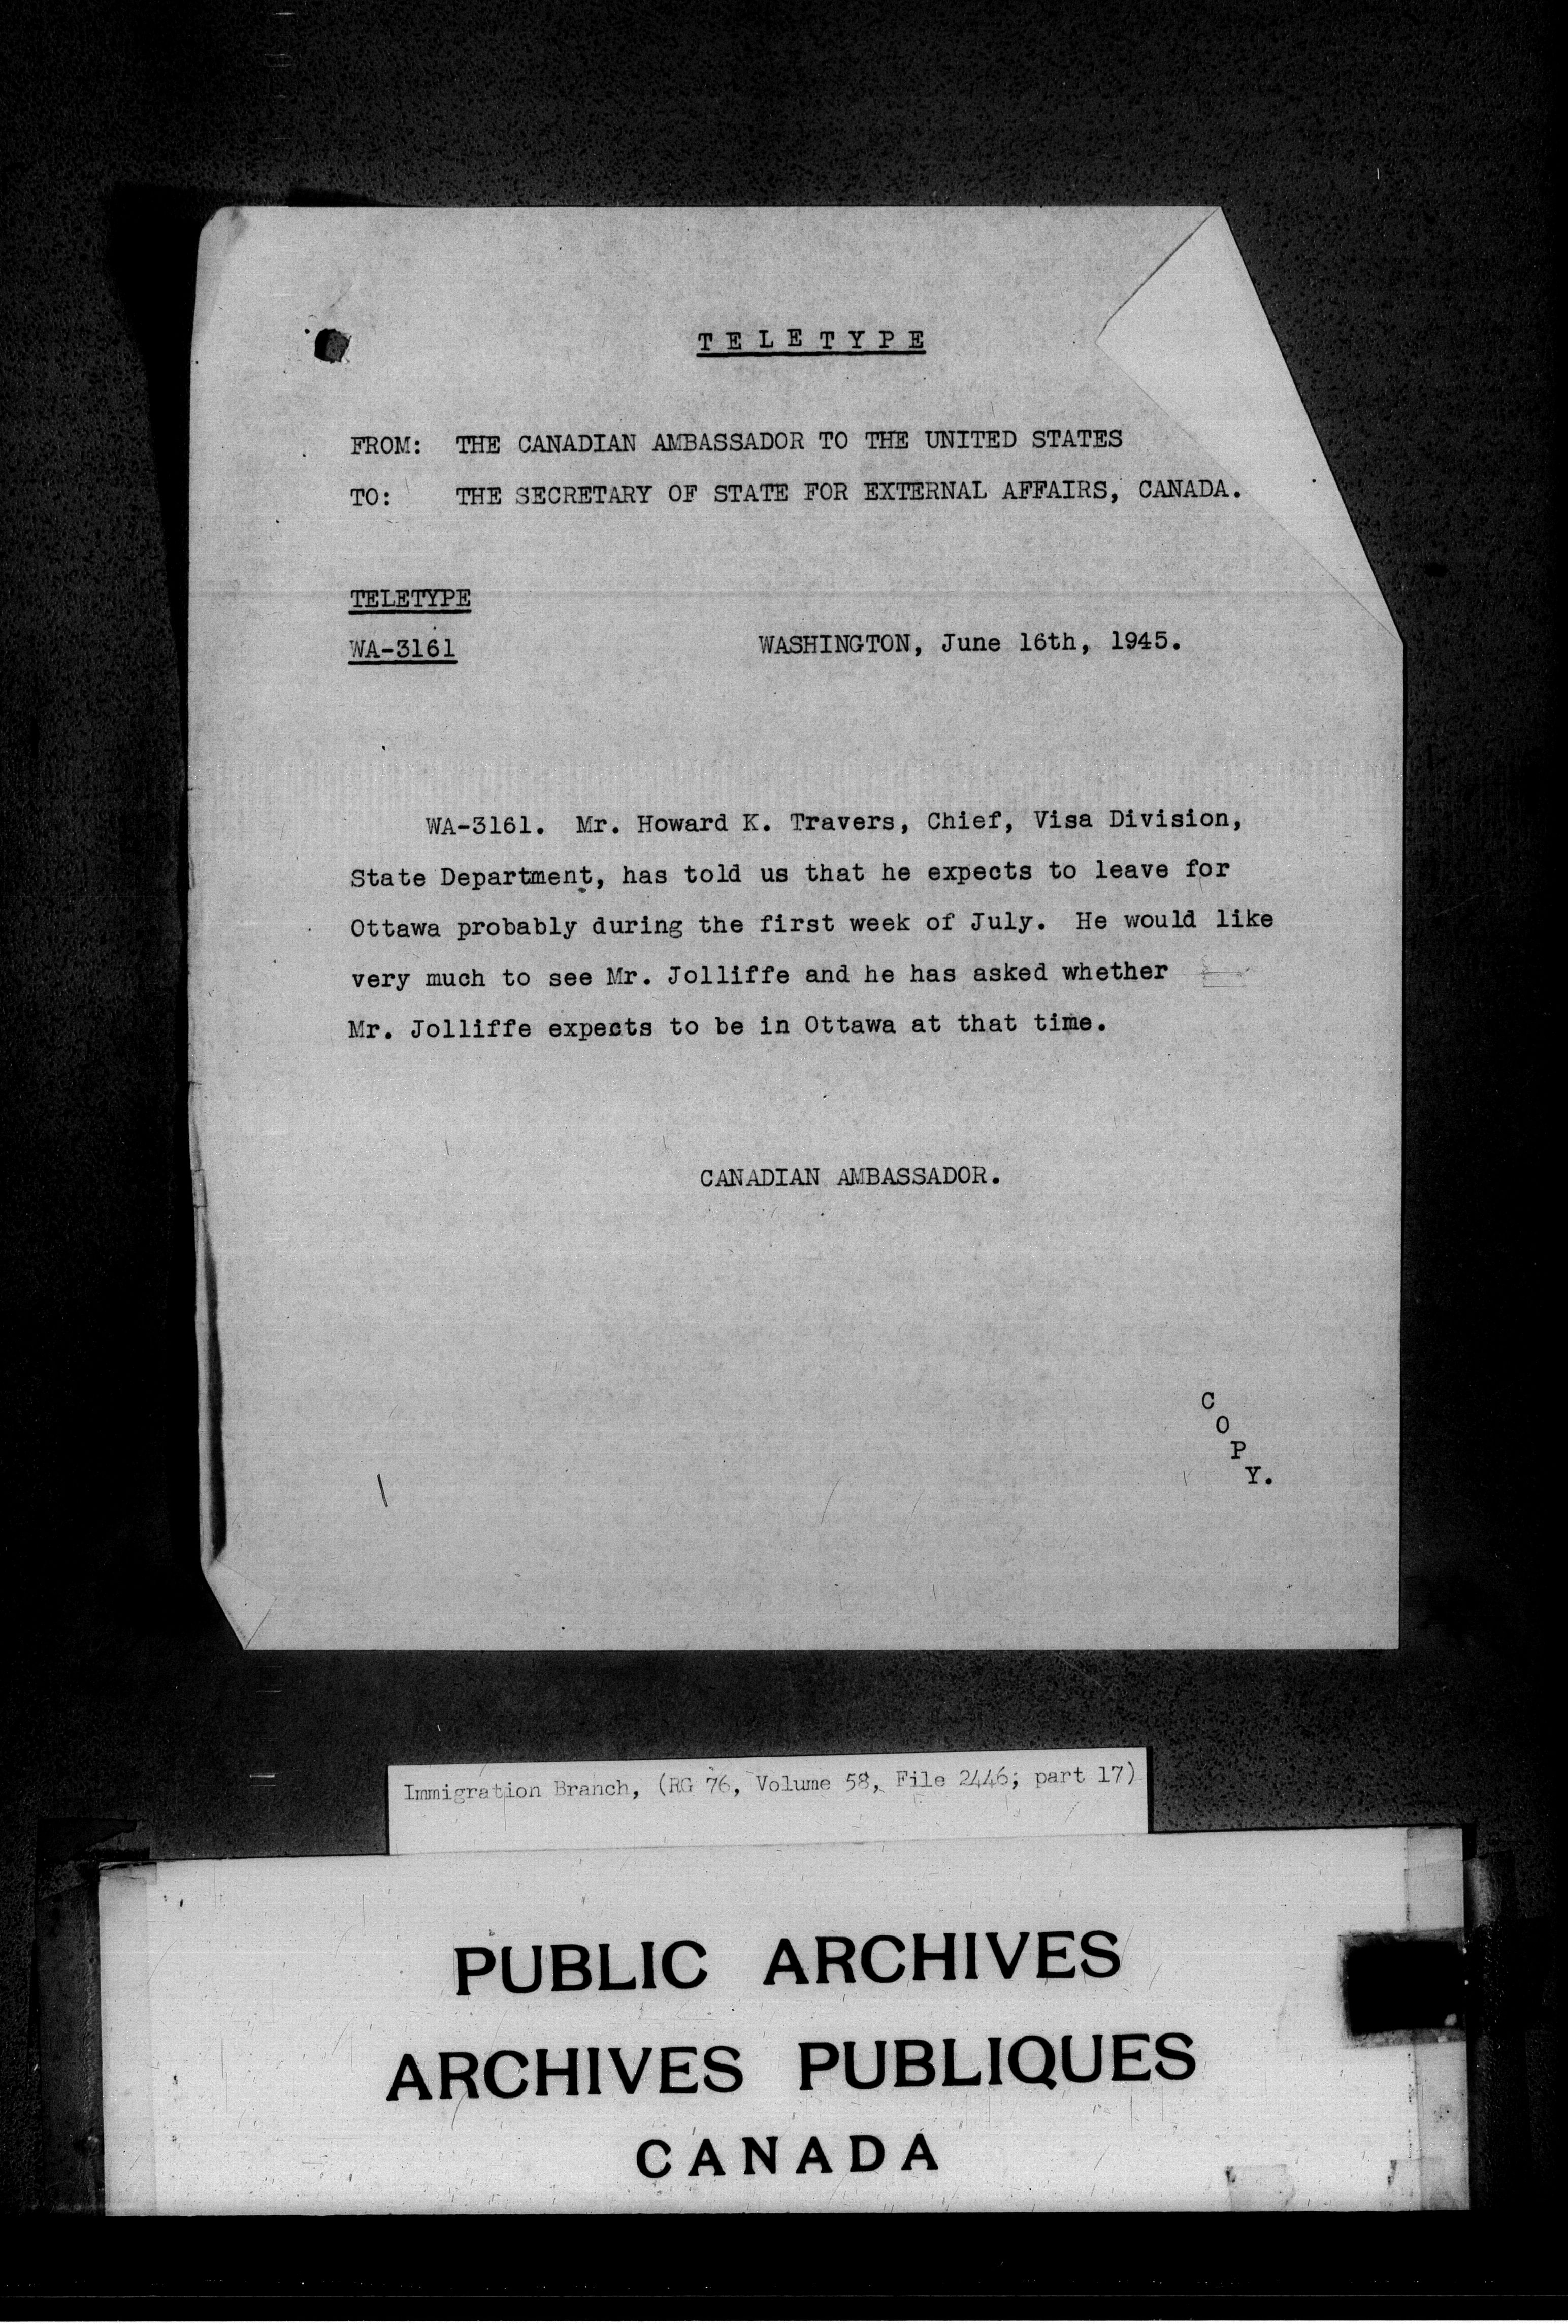 TELETYPE
FROM: THE CANADIAN AMBASSADOR TO THE UNITED STATES
TO: THE SECRETARY OF STATE FOR EXTERNAL AFFAIRS, CANADA.
TELETYPE
WA-3161 WASHINGTON, June 16th, 1945.
WA-3161. Mr. Howard K. Travers, Chief, Visa Division,
State Department, has told us that he expects to leave for
Ottawa probably during the first week of July. He would like
very much to see Mr. Jolliffe and he has asked whether
Mr. Jolliffe expects to be in Ottawa at that time.
CANADIAN AMBASSADOR.
C
O
P
Y.
Immigration Branch, (RG 76, Volume 58, File 2446; part 17)
PUBLIC ARCHIVES
ARCHIVES PUBLIQUES
CANADA